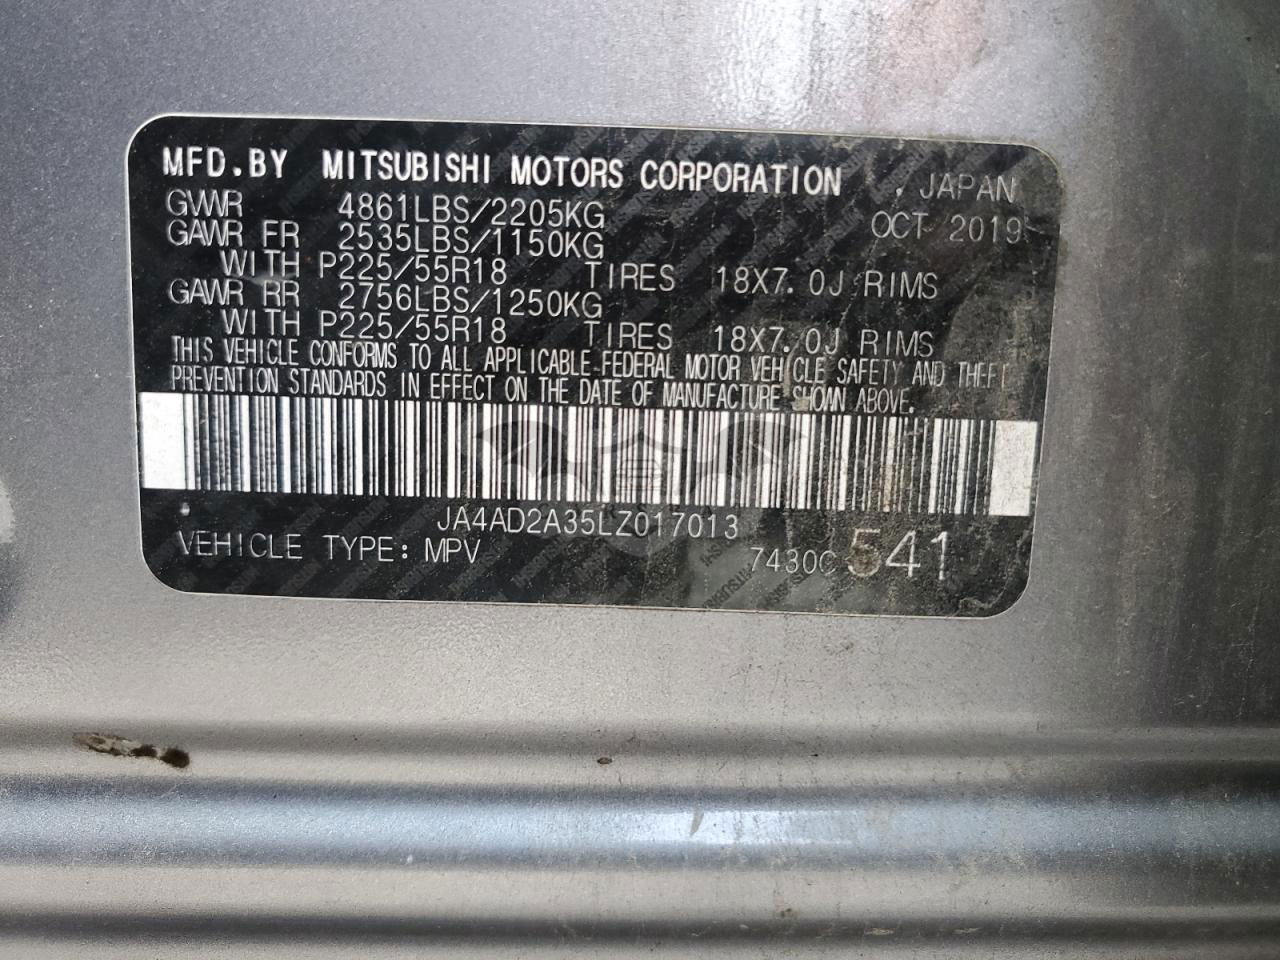 MFD.BY MITSUBISHI MOTORS CORPORATION , JAPAN
GVWR 4861LBS/2205KG OCT 2019
GAWR FR 2535LBS/1150KG
WITH P225/55R18 TIRES 18X7.0J RIMS
GAWR RR 2756LBS/1250KG
WITH P225/55R18 TIRES 18X7.0J RIMS
THIS VEHICLE CONFORMS TO ALL APPLICABLE FEDERAL MOTOR VEHICLE SAFETY AND THEFT
PREVENTION STANDARDS IN EFFECT ON THE DATE OF MANUFACTURE SHOWN ABOVE.
JA4AD2A35LZ017013
VEHICLE TYPE: MPV 7430C 541